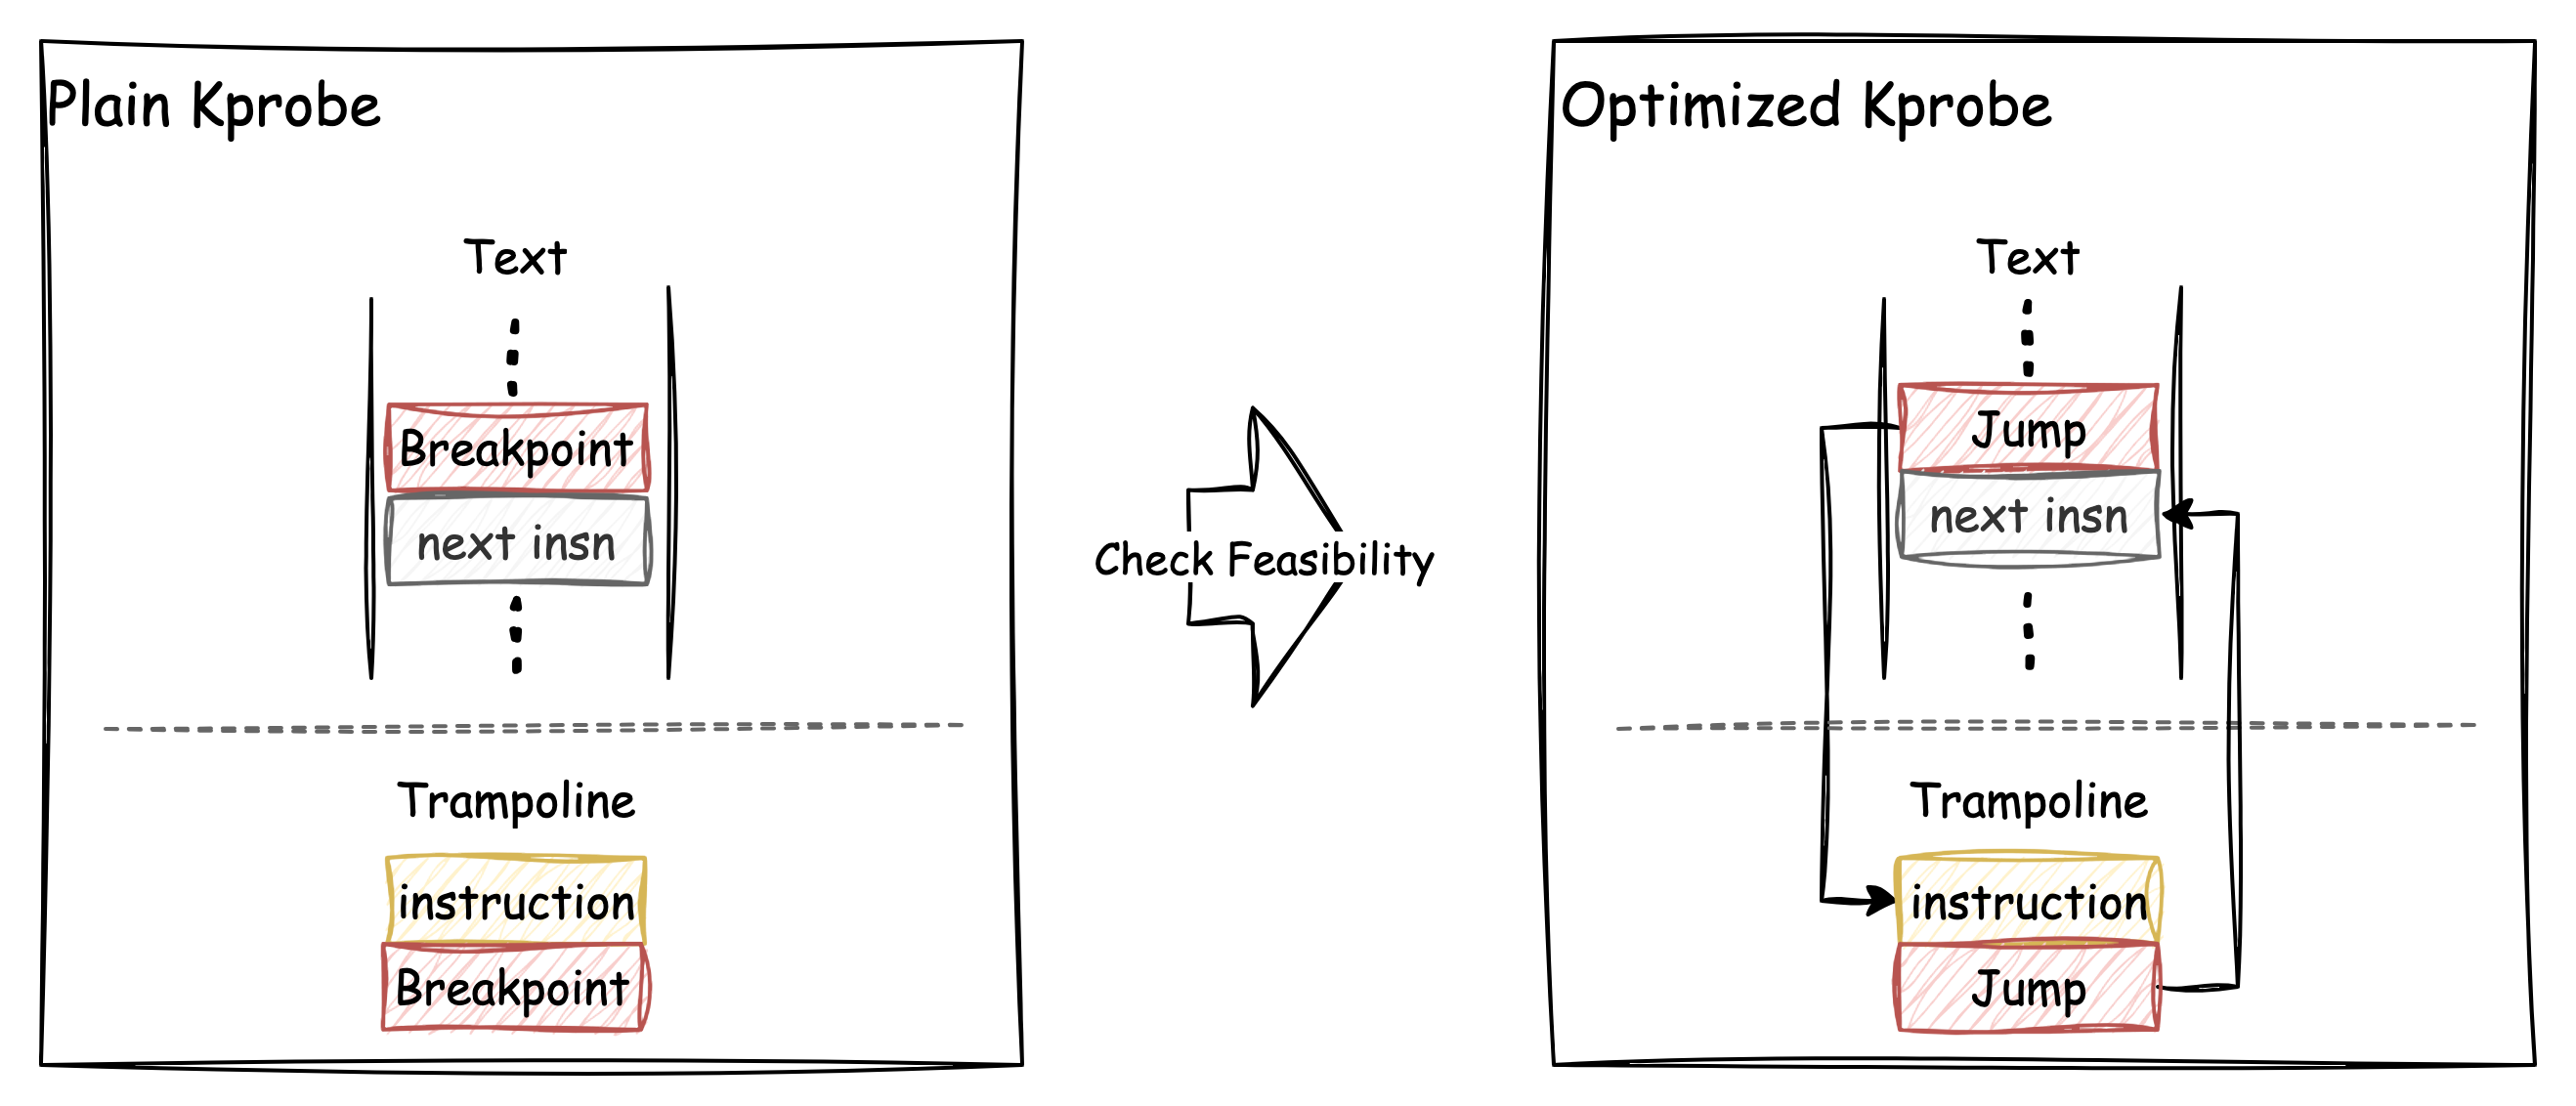 Plain Kprobe
Text
Breakpoint
next insn
Trampoline
instruction
Breakpoint
Check Feasibility
Optimized Kprobe
Text
Jump
next insn
Trampoline
instruction
Jump